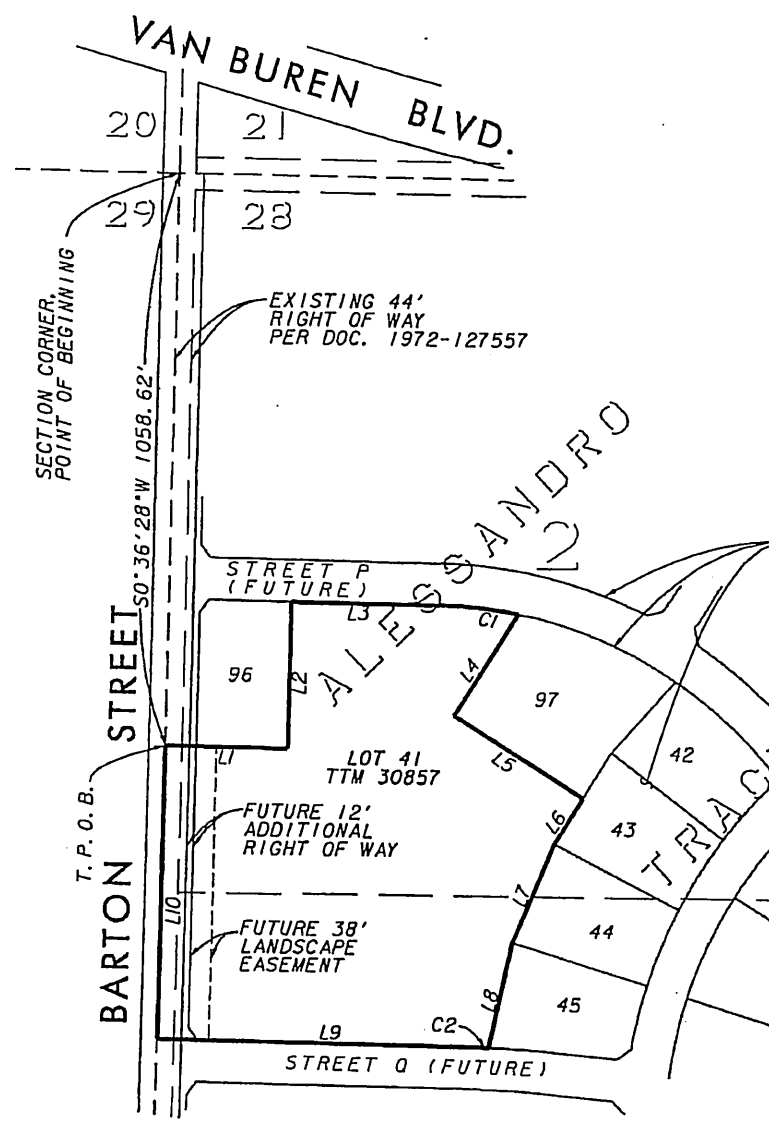 VAN BUREN BLVD.
20
21
29
28
SECTION CORNER,
POINT OF BEGINNING
EXISTING 44'
RIGHT OF WAY
PER DOC. 1972-127557
S0°36'28"W 1058.62'
ALESSANDRO
2
STREET P
(FUTURE)
L3
C1
BARTON STREET
96
L2
L4
97
L1
LOT 41
TTM 30857
L5
42
T.P.O.B.
FUTURE 12'
ADDITIONAL
RIGHT OF WAY
L6
43
TRAC
L10
L7
FUTURE 38'
LANDSCAPE
EASEMENT
44
L8
45
L9
C2
STREET Q (FUTURE)